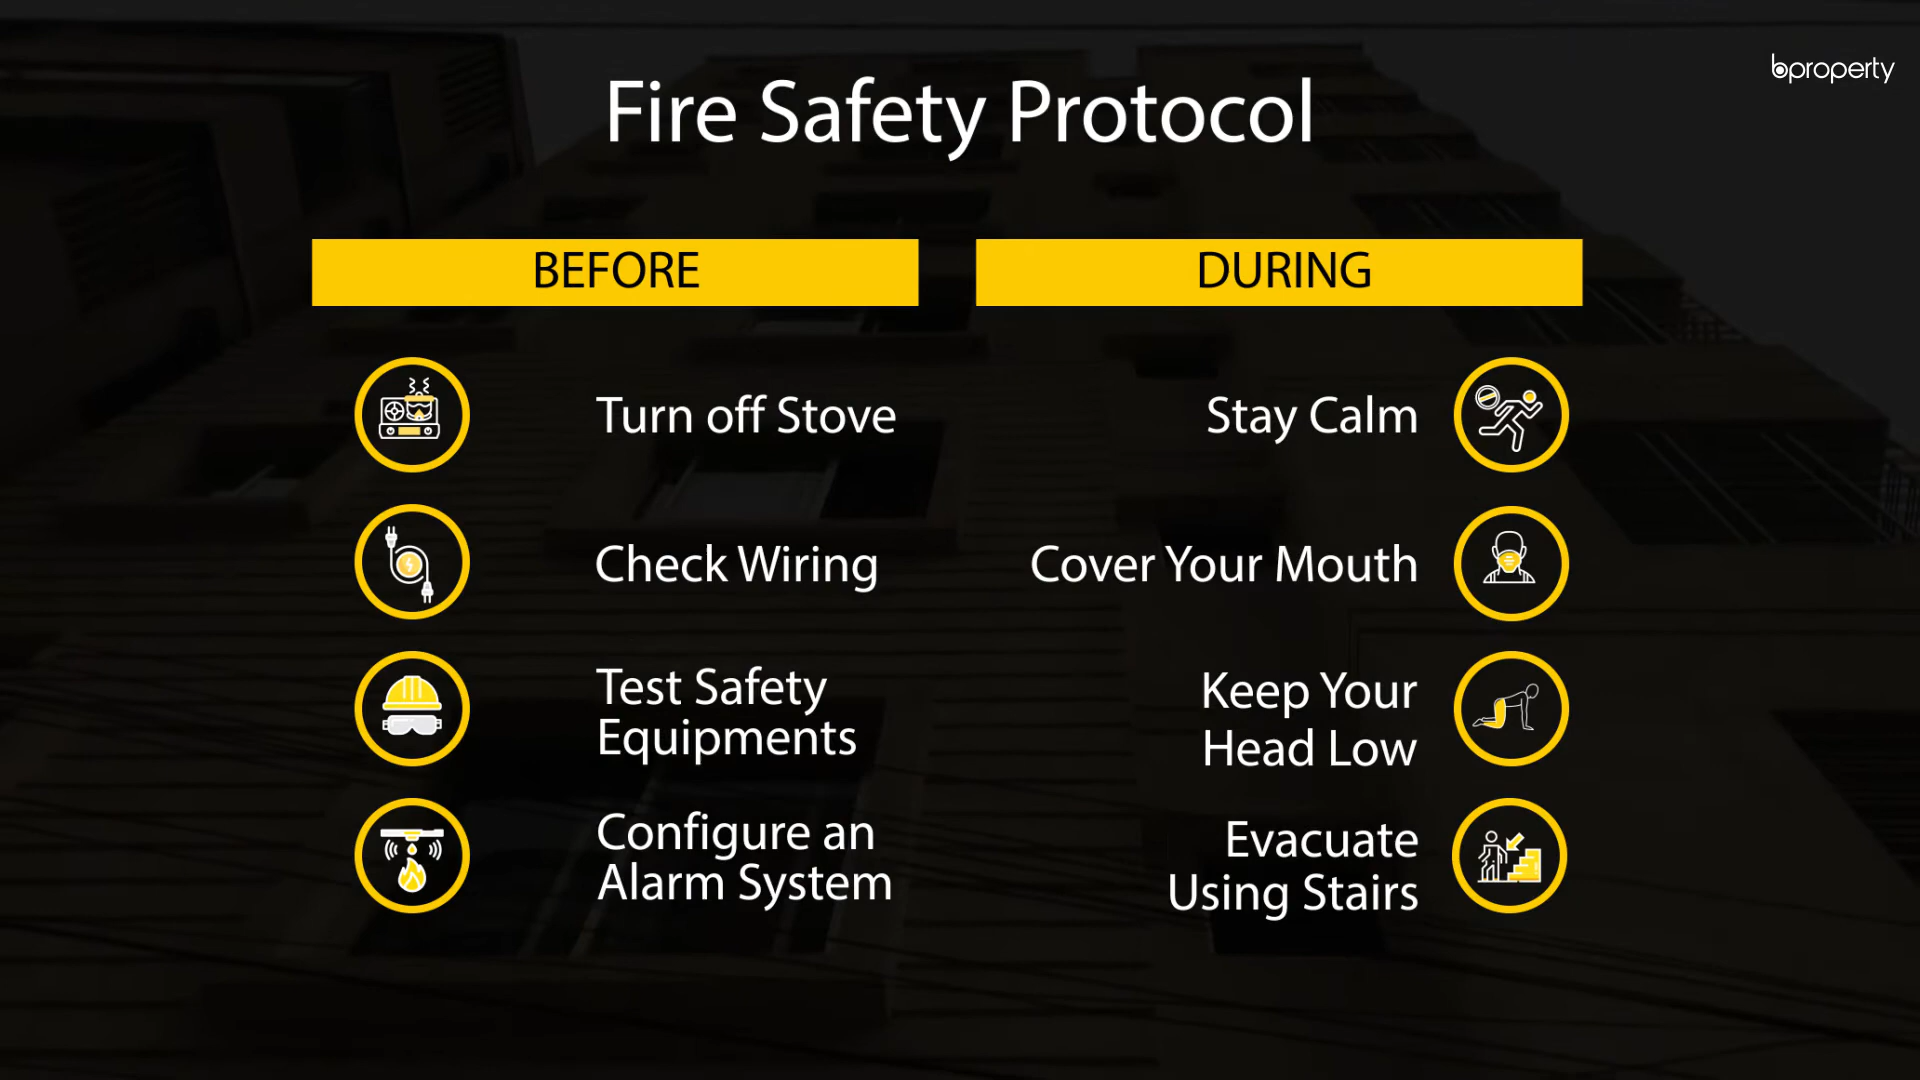 bproperty
Fire Safety Protocol
BEFORE
Turn off Stove
Check Wiring
Test Safety
Equipments
Configure an
Alarm System
DURING
Stay Calm
Cover Your Mouth
Keep Your
Head Low
Evacuate
Using Stairs